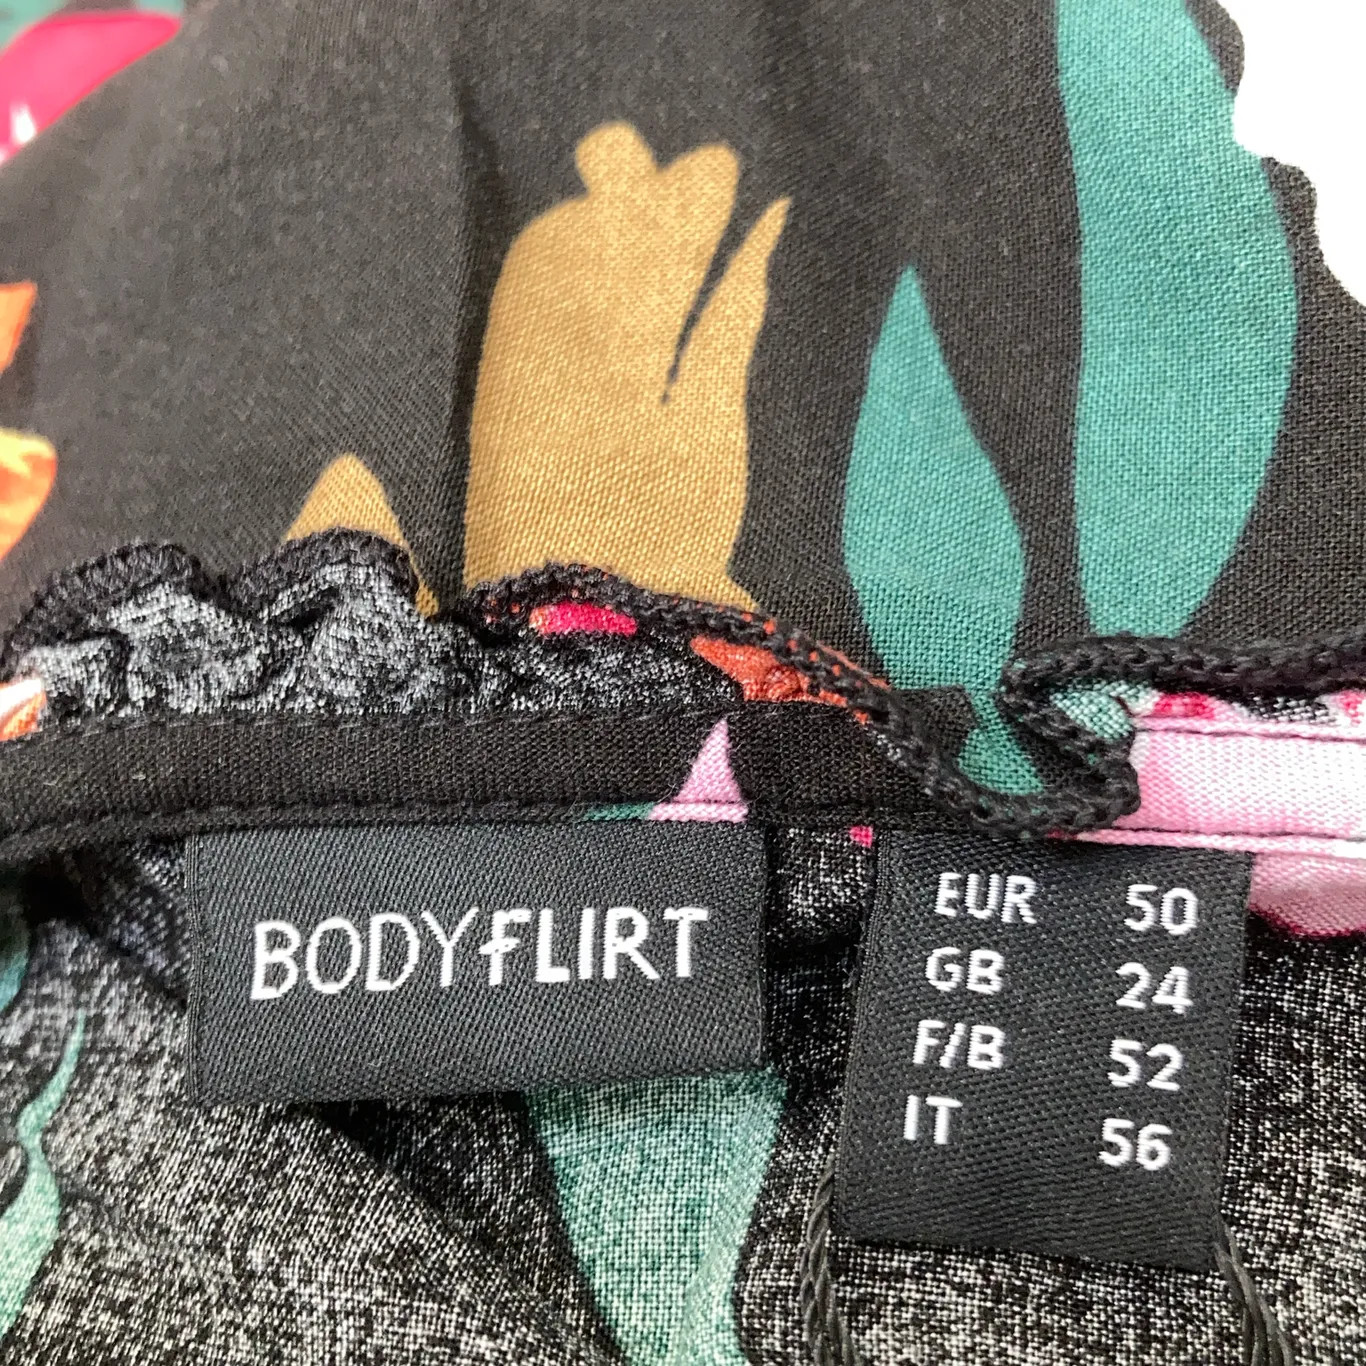 BODYFLIRT
EUR 50
GB 24
F/B 52
IT 56